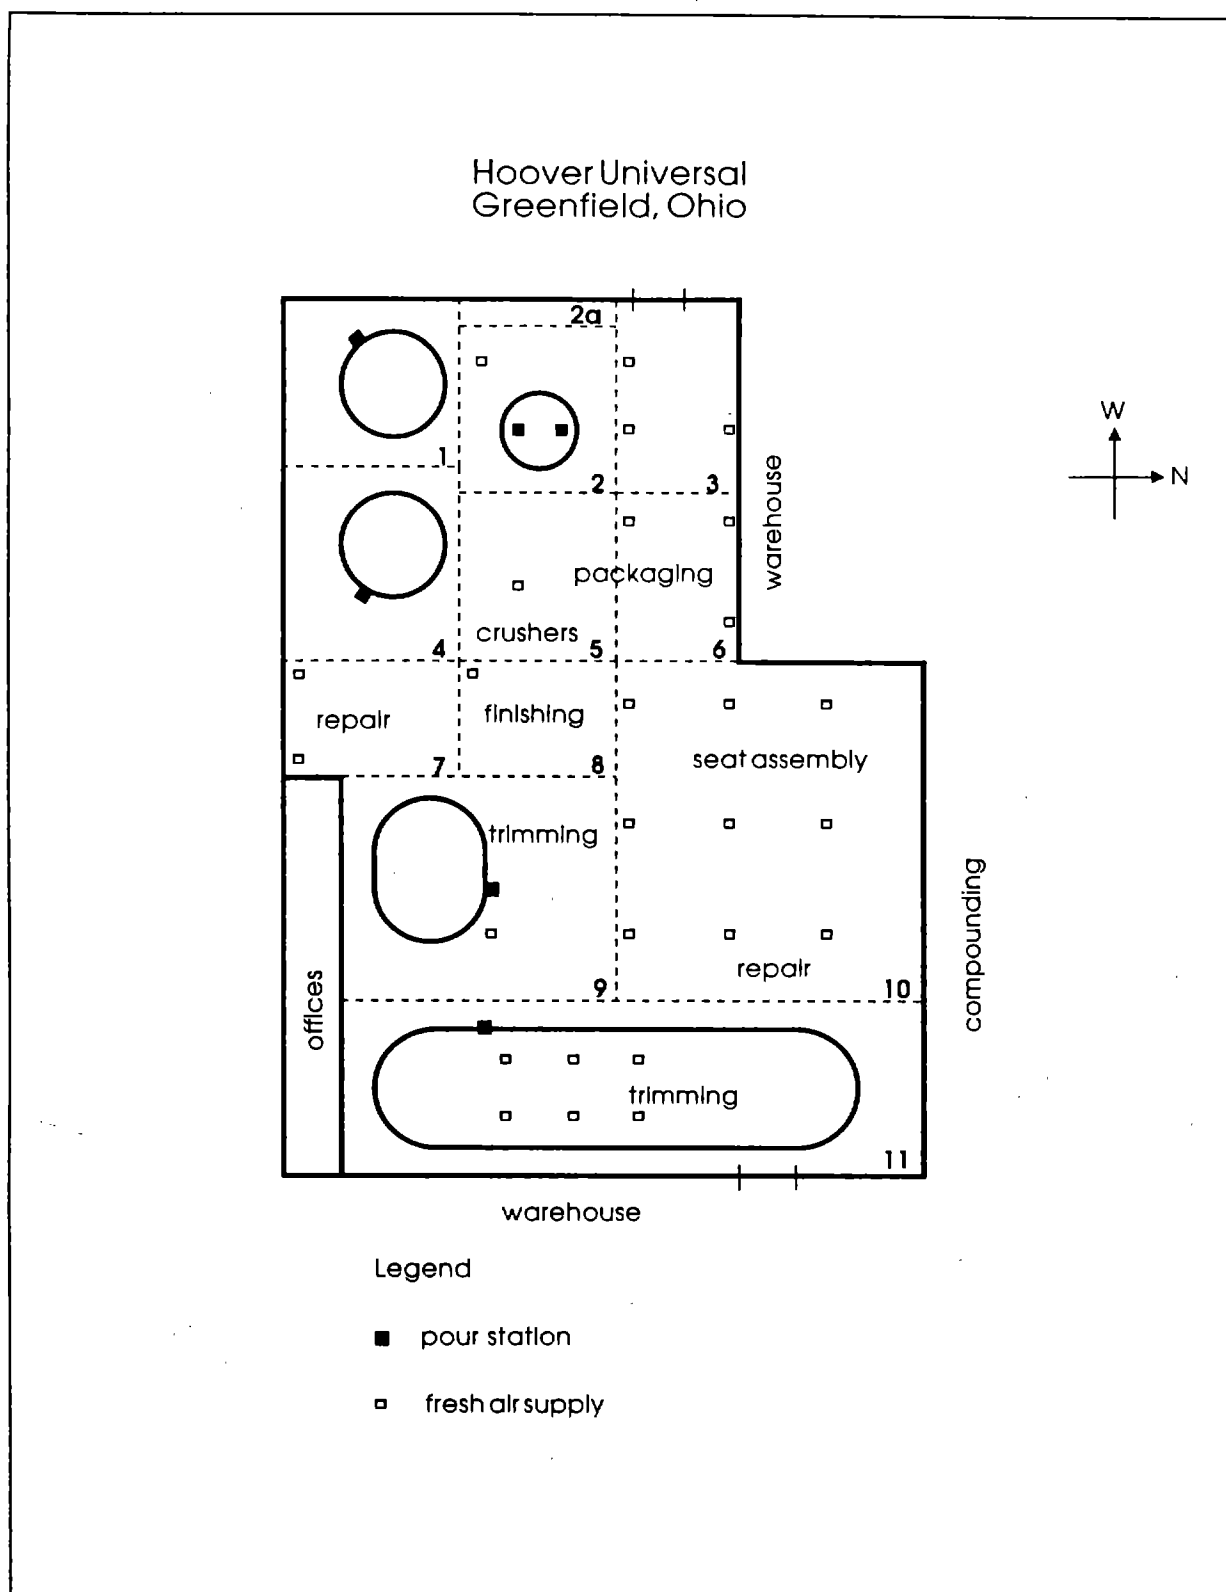 Hoover Universal
Greenfield, Ohio
2a
1
2
3
W
N
warehouse
packaging
crushers
4
5
6
repair
finishing
seat assembly
7
8
trimming
offices
repair
compounding
9
10
trimming
11
warehouse
Legend
pour station
fresh air supply